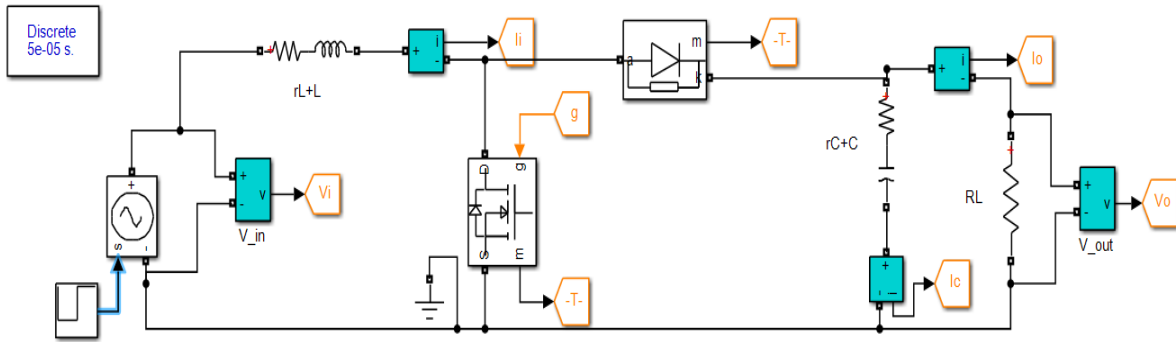 Discrete
5e-05 s.
rL+L
+
i
-
Ii
a
m
k
-T-
+
i
-
Io
g
D
g
S
m
-T-
+
s
-
+
-
v
V_in
Vi
rC+C
RL
+
-
v
V_out
Vo
+
-
i
Ic